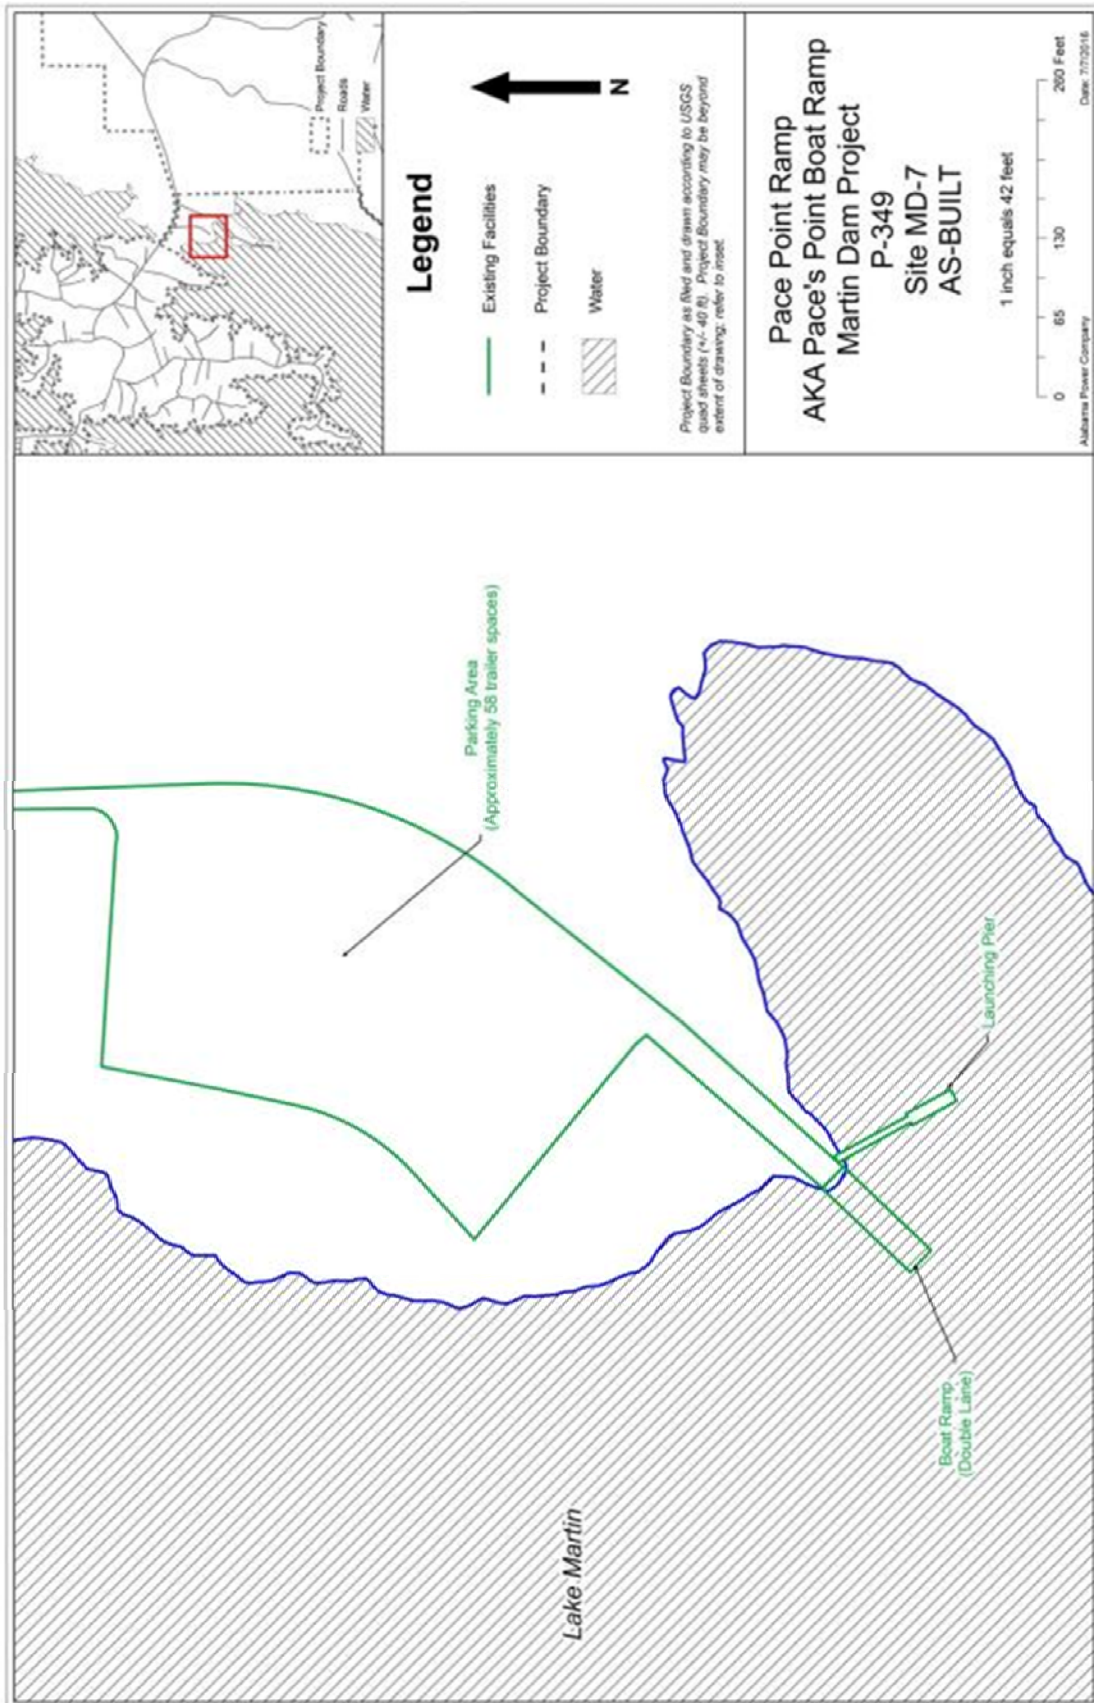 Project Boundary
Roads
Water
Legend
Existing Facilities
Project Boundary
Water
N
Project Boundary as filed and drawn according to USGS
quad sheets (+/- 40 ft). Project Boundary may be beyond
extent of drawing; refer to inset.
Pace Point Ramp
AKA Pace's Point Boat Ramp
Martin Dam Project
P-349
Site MD-7
AS-BUILT
1 inch equals 42 feet
0 65 130 260 Feet
Alabama Power Company
Date: 7/7/2016
Parking Area
(Approximately 58 trailer spaces)
Launching Pier
Boat Ramp
(Double Lane)
Lake Martin